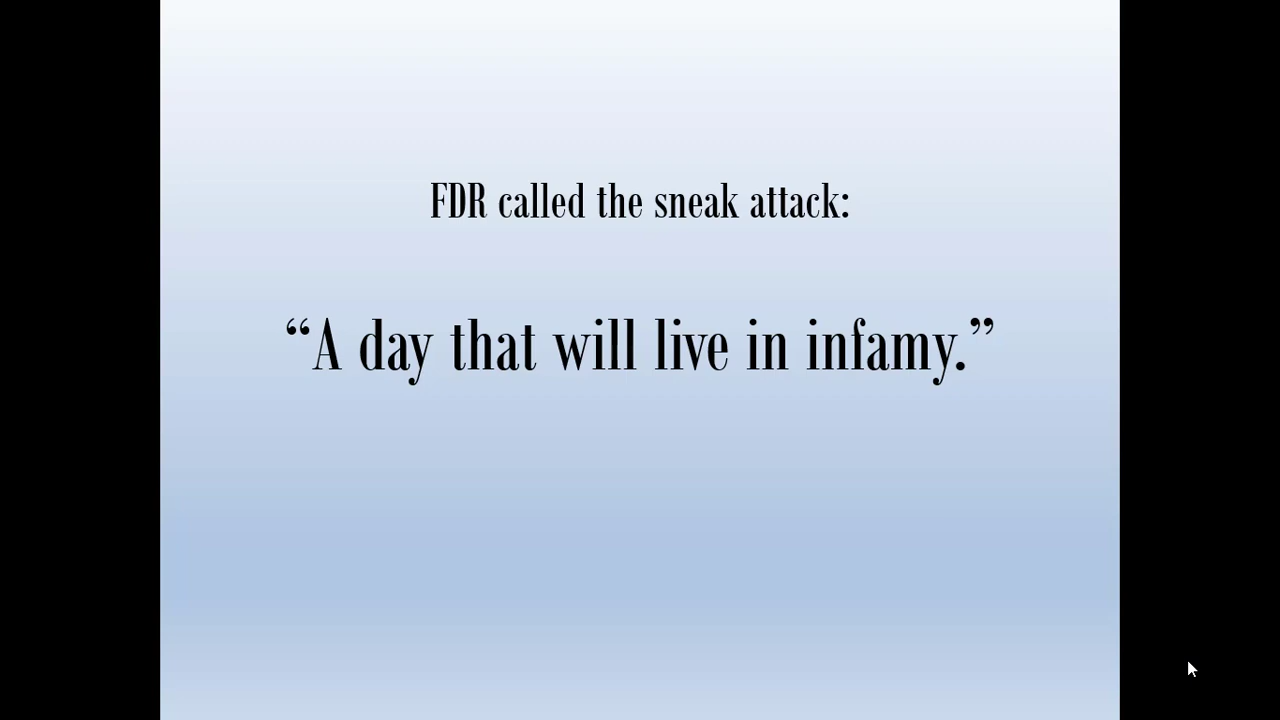 FDR called the sneak attack:
“A day that will live in infamy.”